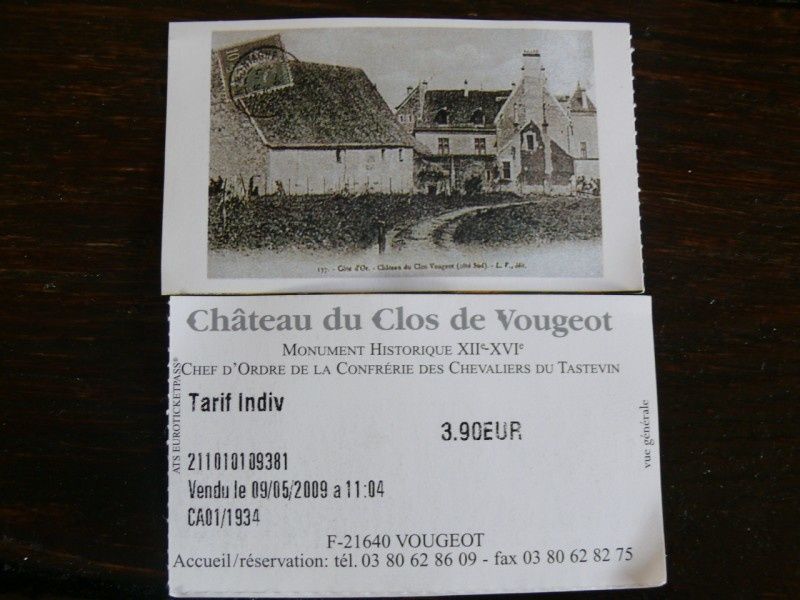 137. - Côte d'Or. - Château du Clos Vougeot (côté Sud). - L. V., édit.
Château du Clos de Vougeot
Monument Historique XIIe-XVIe
Chef d'Ordre de la Confrérie des Chevaliers du Tastevin
ATS EUROTICKETPASS®
Tarif Indiv
3.90EUR
vue générale
211010109381
Vendu le 09/05/2009 a 11:04
CA01/1934
F-21640 VOUGEOT
Accueil/réservation: tél. 03 80 62 86 09 - fax 03 80 62 82 75